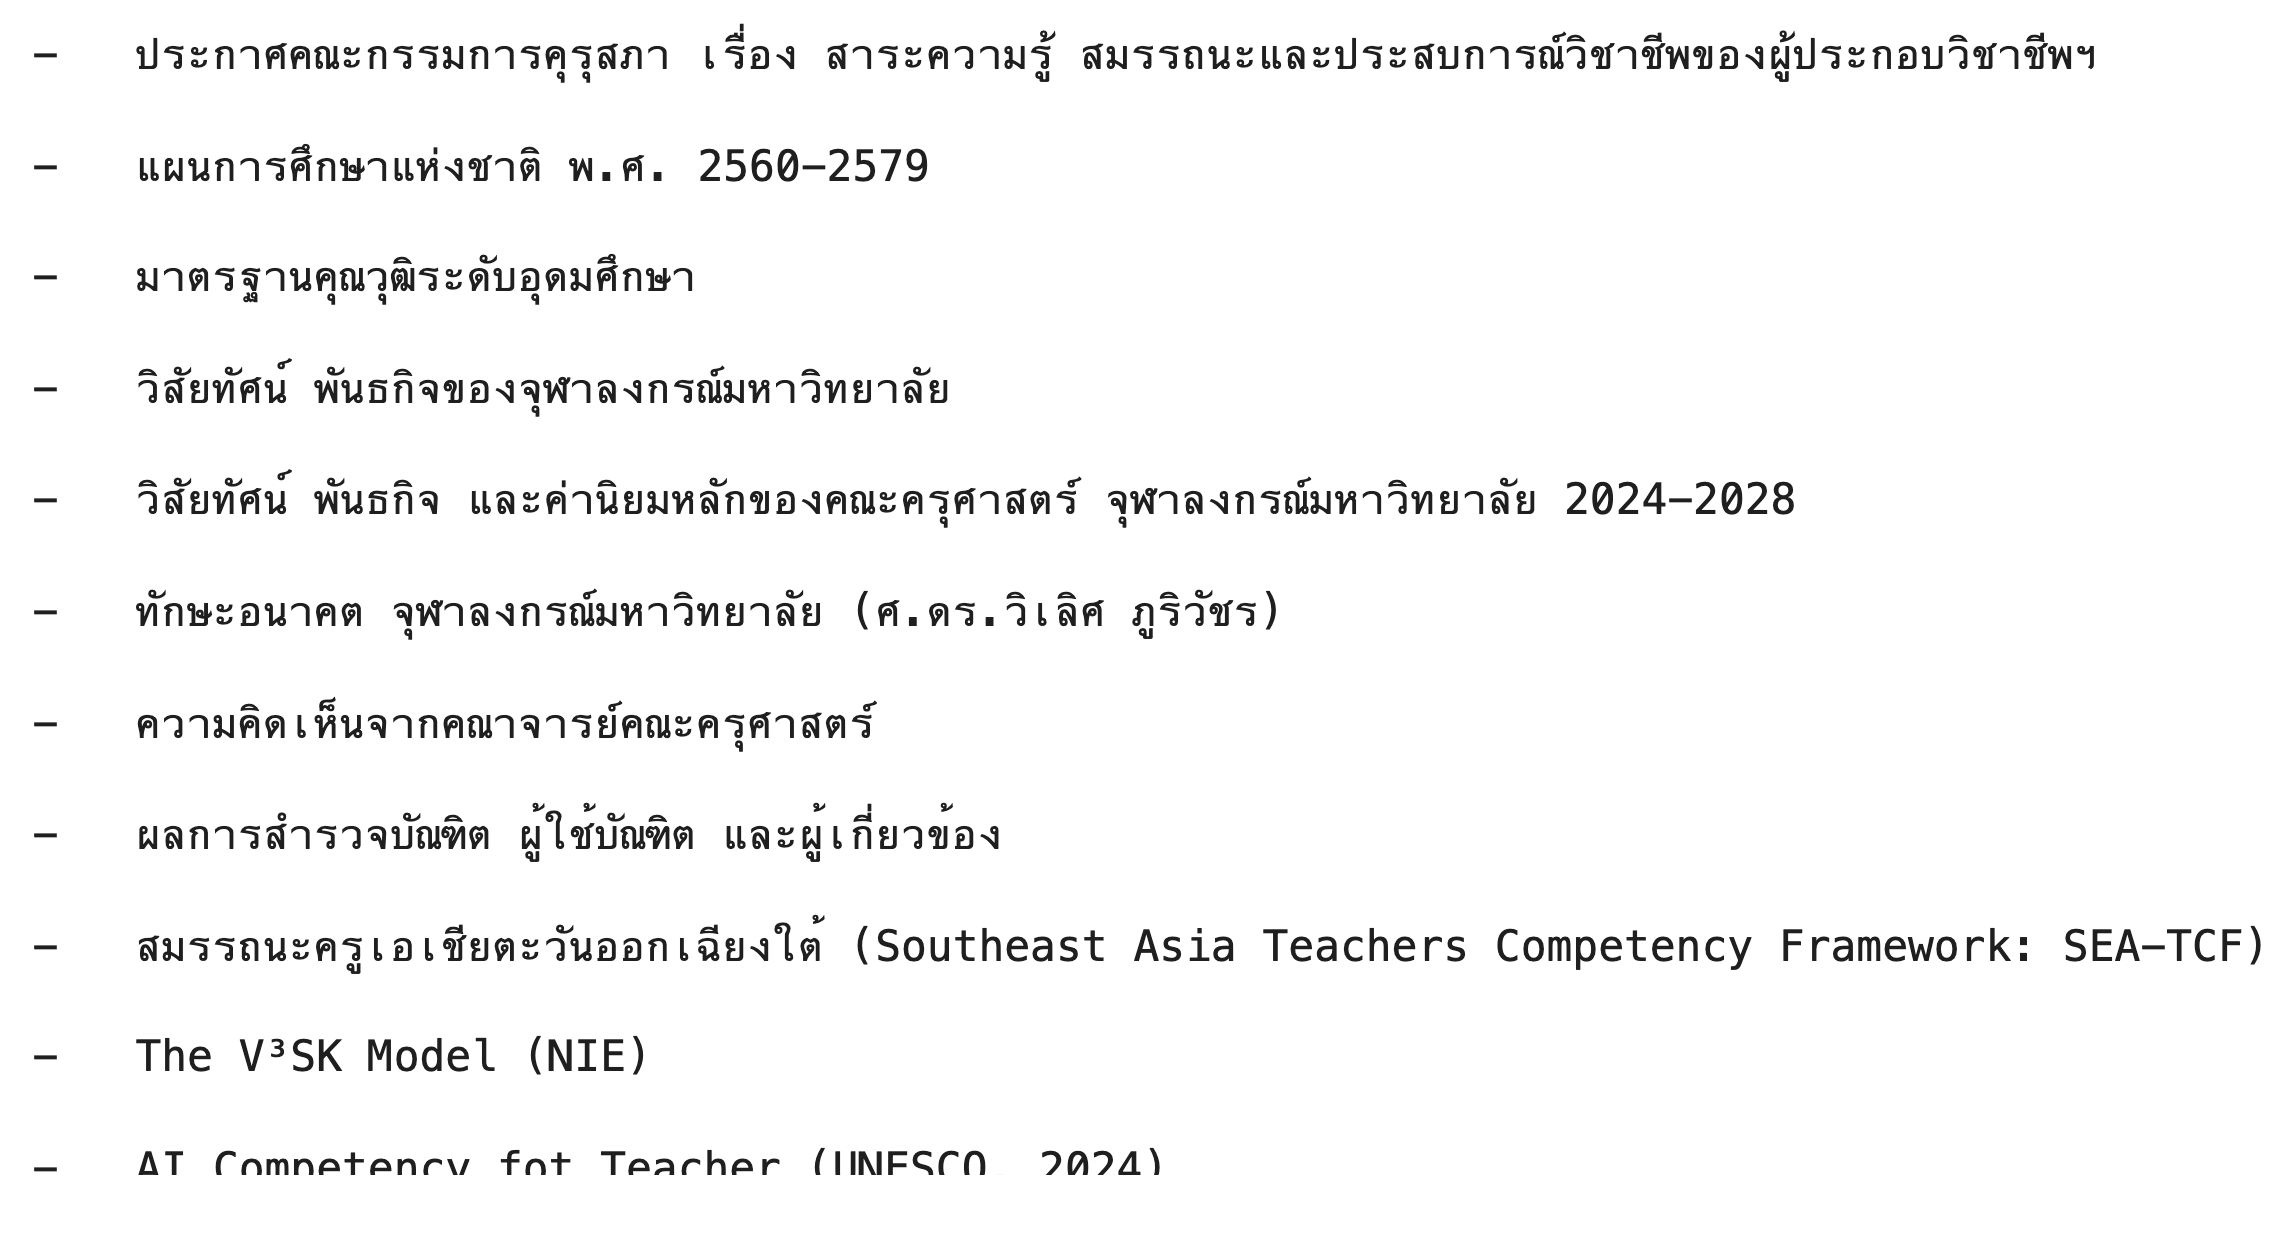 - ประกาศคณะกรรมการคุรุสภา เรื่อง สาระความรู้ สมรรถนะและประสบการณ์วิชาชีพของผู้ประกอบวิชาชีพฯ
- แผนการศึกษาแห่งชาติ พ.ศ. 2560-2579
- มาตรฐานคุณวุฒิระดับอุดมศึกษา
- วิสัยทัศน์ พันธกิจของจุฬาลงกรณ์มหาวิทยาลัย
- วิสัยทัศน์ พันธกิจ และค่านิยมหลักของคณะครุศาสตร์ จุฬาลงกรณ์มหาวิทยาลัย 2024-2028
- ทักษะอนาคต จุฬาลงกรณ์มหาวิทยาลัย (ศ.ดร.วิเลิศ ภูริวัชร)
- ความคิดเห็นจากคณาจารย์คณะครุศาสตร์
- ผลการสำรวจบัณฑิต ผู้ใช้บัณฑิต และผู้เกี่ยวข้อง
- สมรรถนะครูเอเชียตะวันออกเฉียงใต้ (Southeast Asia Teachers Competency Framework: SEA-TCF)
- The V³SK Model (NIE)
- AI Competency fot Teacher (UNESCO, 2024)